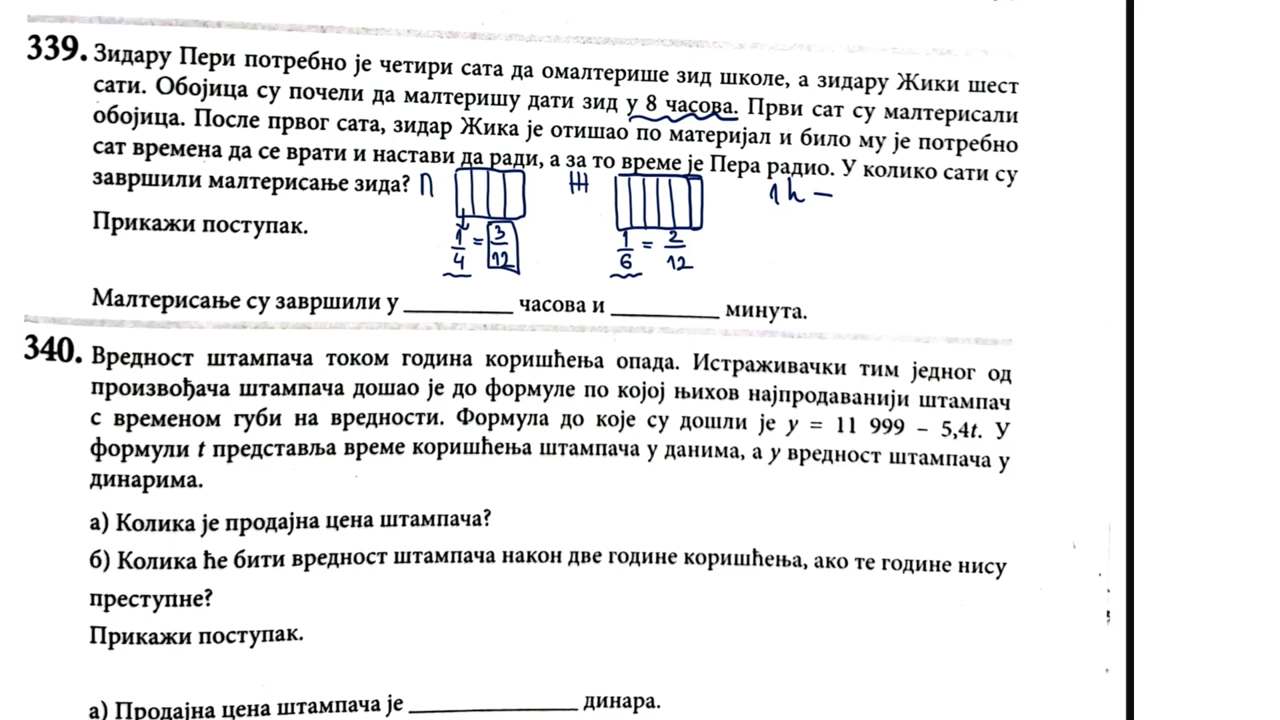 339. Зидару Пери потребно је четири сата да омалтерише зид школе, а зидару Жики шест
сати. Обојица су почели да малтеришу дати зид у 8 часова. Први сат су малтерисали
обојица. После првог сата, зидар Жика је отишао по материјал и било му је потребно
сат времена да се врати и настави да ради, а за то време је Пера радио. У колико сати су
завршили малтерисање зида? П Ж 1h –
Прикажи поступак.
1/4 = 3/12 1/6 = 2/12
Малтерисање су завршили у ________ часова и ________ минута.
340. Вредност штампача током година коришћења опада. Истраживачки тим једног од
произвођача штампача дошао је до формуле по којој њихов најпродаванији штампач
с временом губи на вредности. Формула до које су дошли је y = 11 999 – 5,4t. У
формули t представља време коришћења штампача у данима, а y вредност штампача у
динарима.
а) Колика је продајна цена штампача?
б) Колика ће бити вредност штампача након две године коришћења, ако те године нису
преступне?
Прикажи поступак.
а) Продајна цена штампача је ____________ динара.